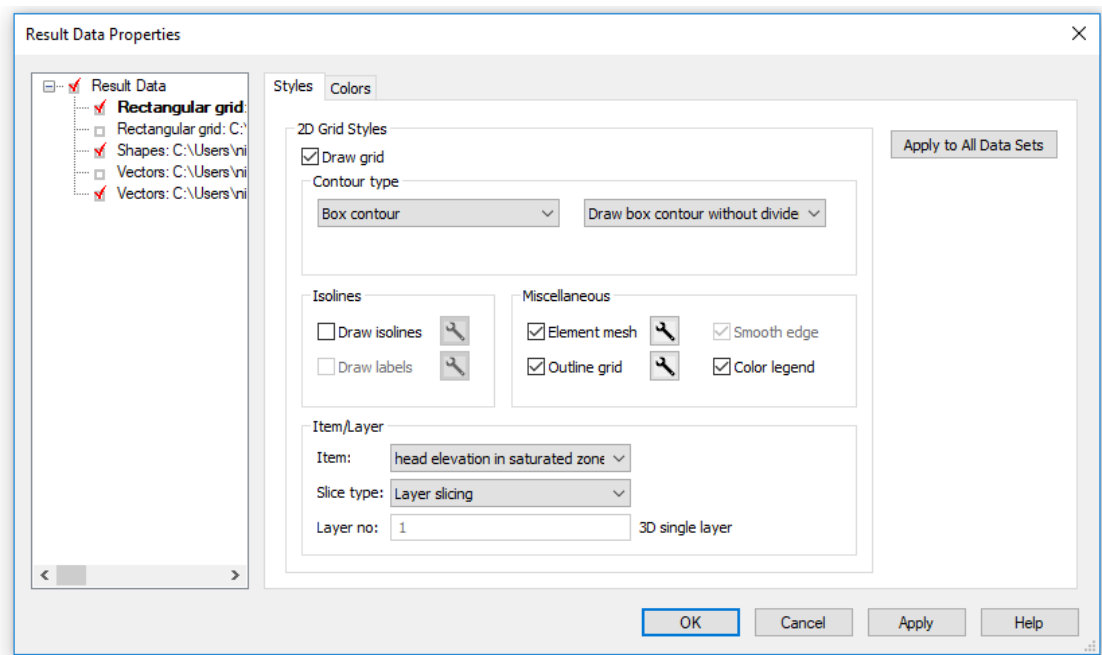 Result Data Properties
Result Data
Rectangular grid:
Rectangular grid: C:\
Shapes: C:\Users\ni
Vectors: C:\Users\ni
Vectors: C:\Users\ni
Styles Colors
2D Grid Styles
Draw grid
Apply to All Data Sets
Contour type
Box contour Draw box contour without divide
Isolines Miscellaneous
Draw isolines Element mesh Smooth edge
Draw labels Outline grid Color legend
Item/Layer
Item: head elevation in saturated zone
Slice type: Layer slicing
Layer no: 1 3D single layer
OK Cancel Apply Help